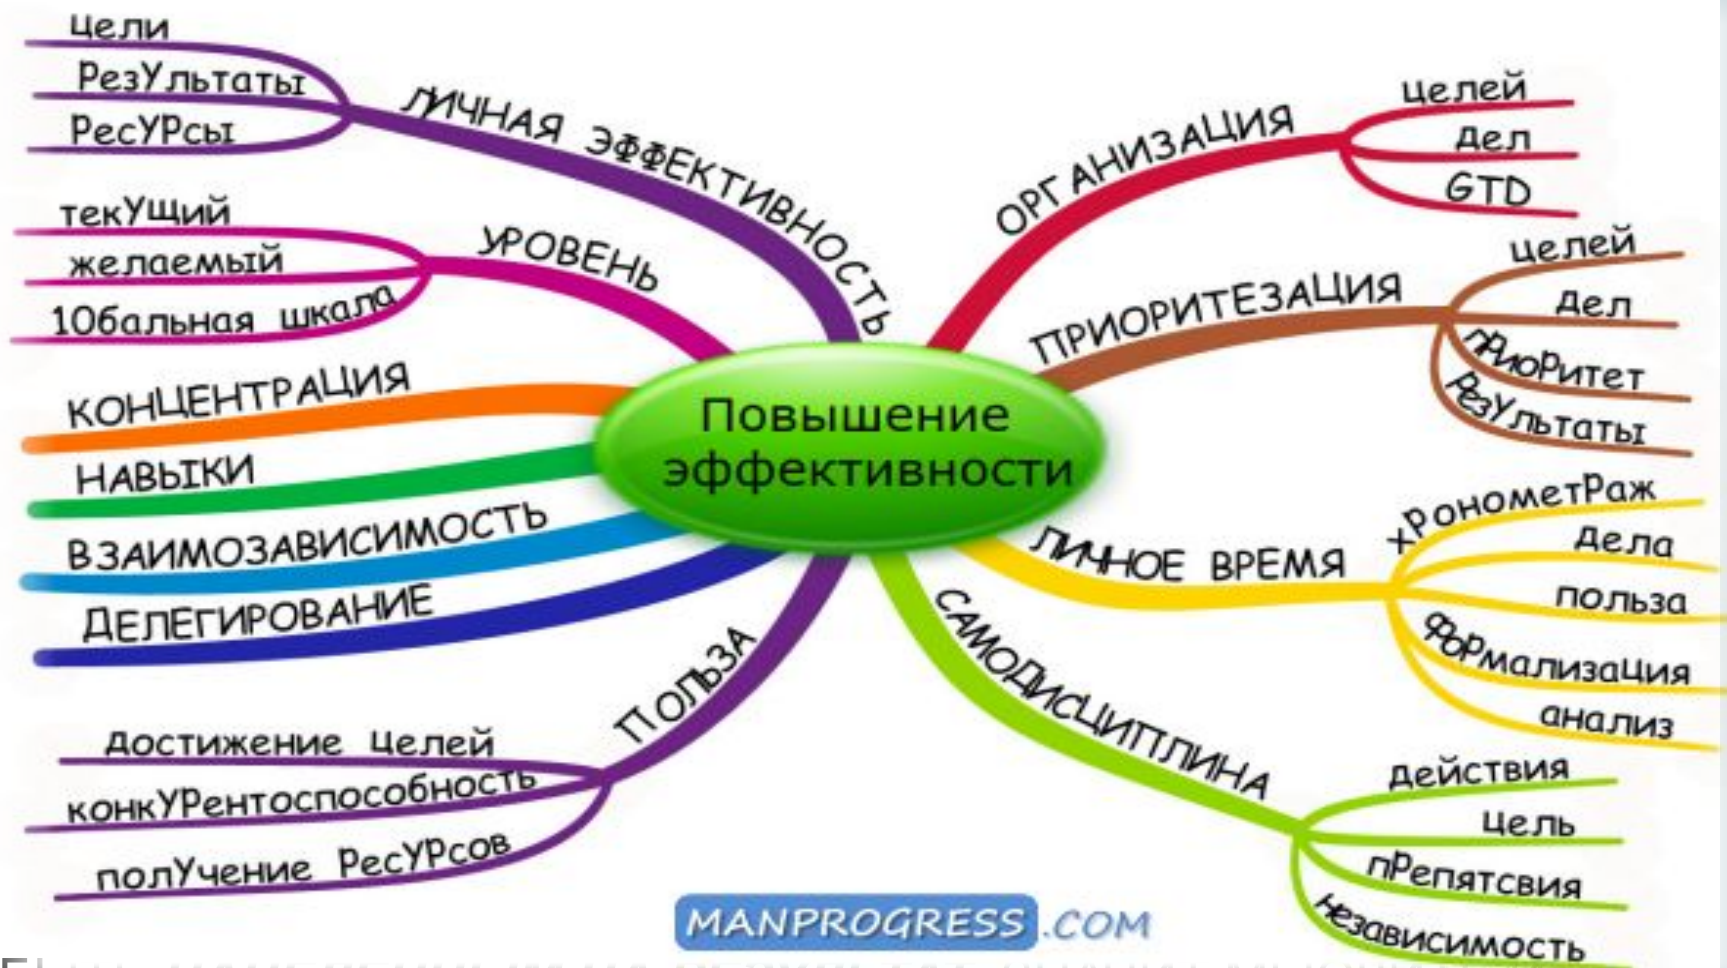 цели
Результаты
РесУРсы
ЛИЧНАЯ ЭФФЕКТИВНОСТЬ
текУЩий
желаемый
10бальная шкала
УРОВЕНЬ
КОНЦЕНТРАЦИЯ
НАВЫКИ
ВЗАИМОЗАВИСИМОСТЬ
ДЕЛЕГИРОВАНИЕ
ПОЛЬЗА
достижение Целей
конкУРентоспособность
полУчение РесУРсов
Повышение
эффективности
ОРГАНИЗАЦИЯ
целей
дел
GTD
ПРИОРИТЕЗАЦИЯ
целей
дел
пРиоРитет
РезУльтаты
ЛИЧНОЕ ВРЕМЯ
хРонометРаж
дела
польза
ФоРмализаЦия
анализ
САМОДИСЦИПЛИНА
действия
Цель
пРепятсвия
независимость
MANPROGRESS.COM